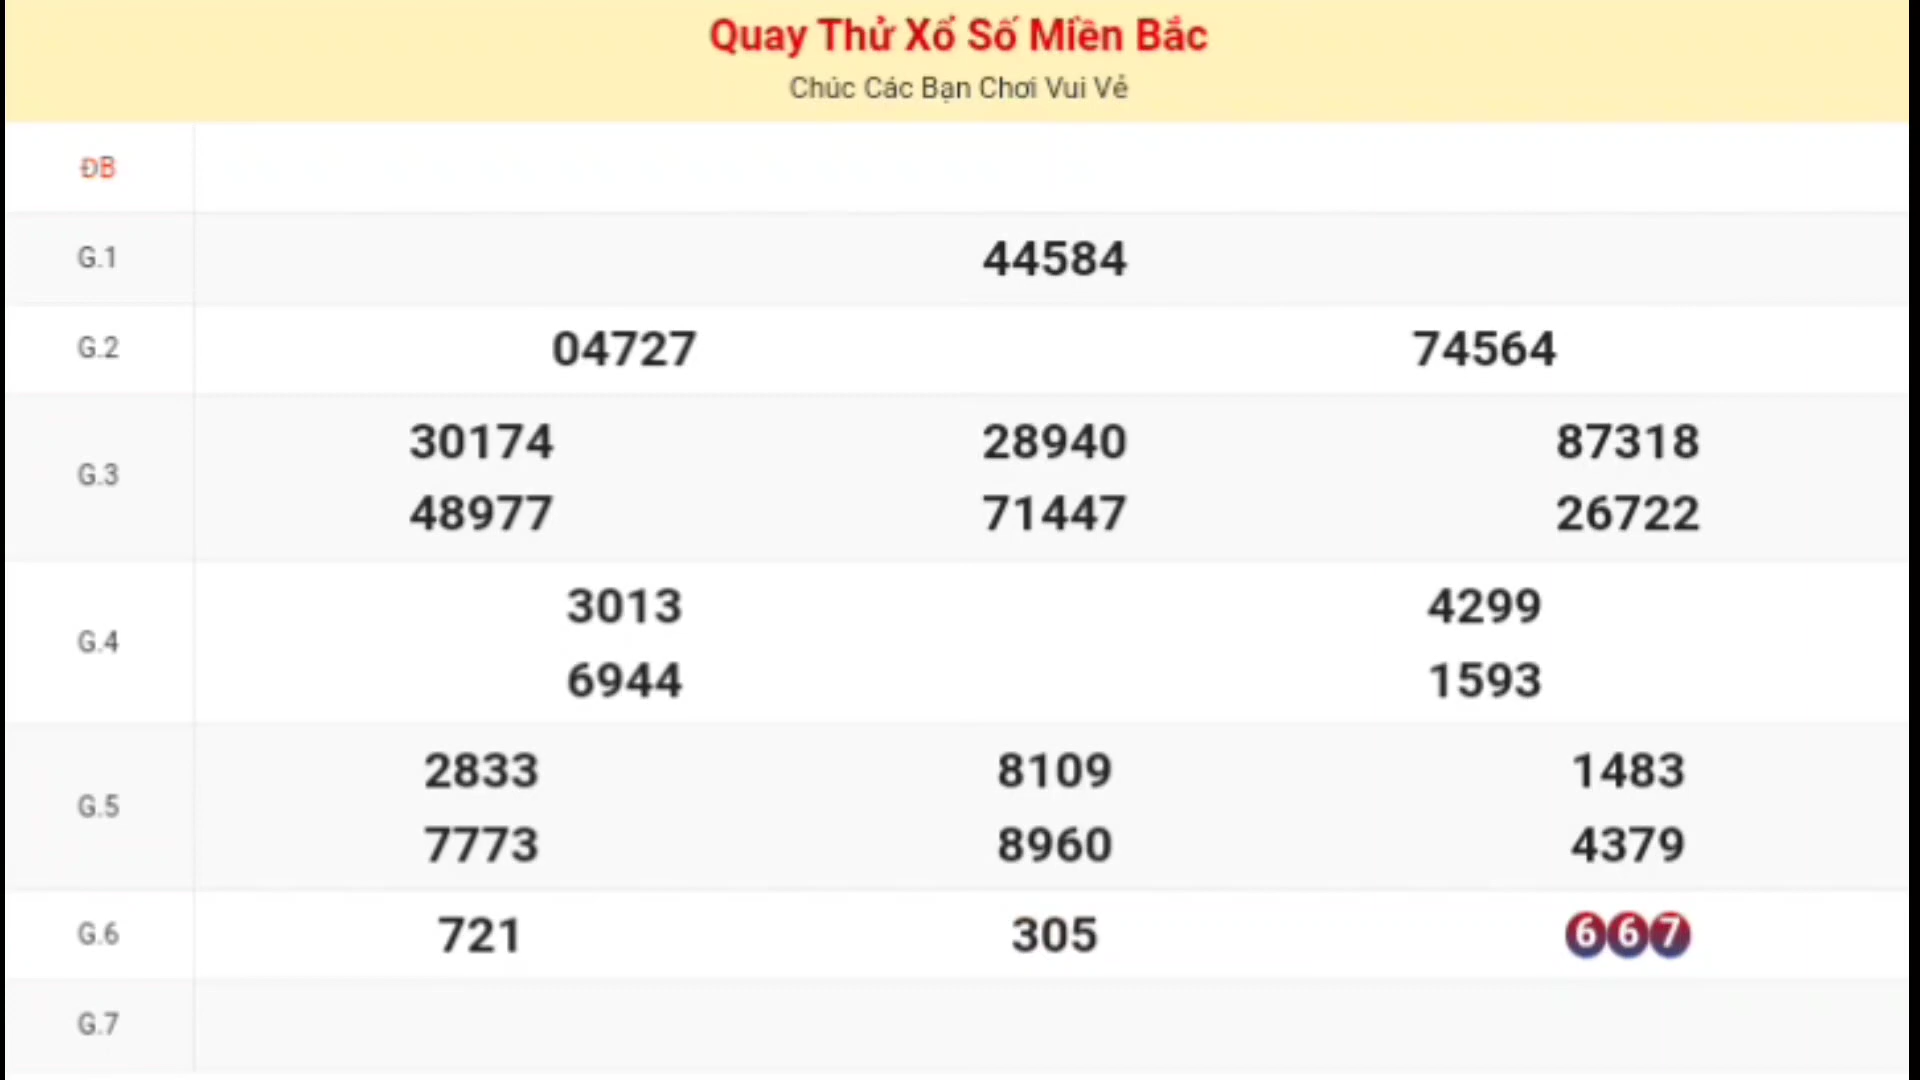 Quay Thử Xổ Số Miền Bắc
Chúc Các Bạn Chơi Vui Vẻ
ĐB
G.1 44584
G.2 04727 74564
G.3 30174 28940 87318
48977 71447 26722
G.4 3013 4299
6944 1593
G.5 2833 8109 1483
7773 8960 4379
G.6 721 305 667
G.7